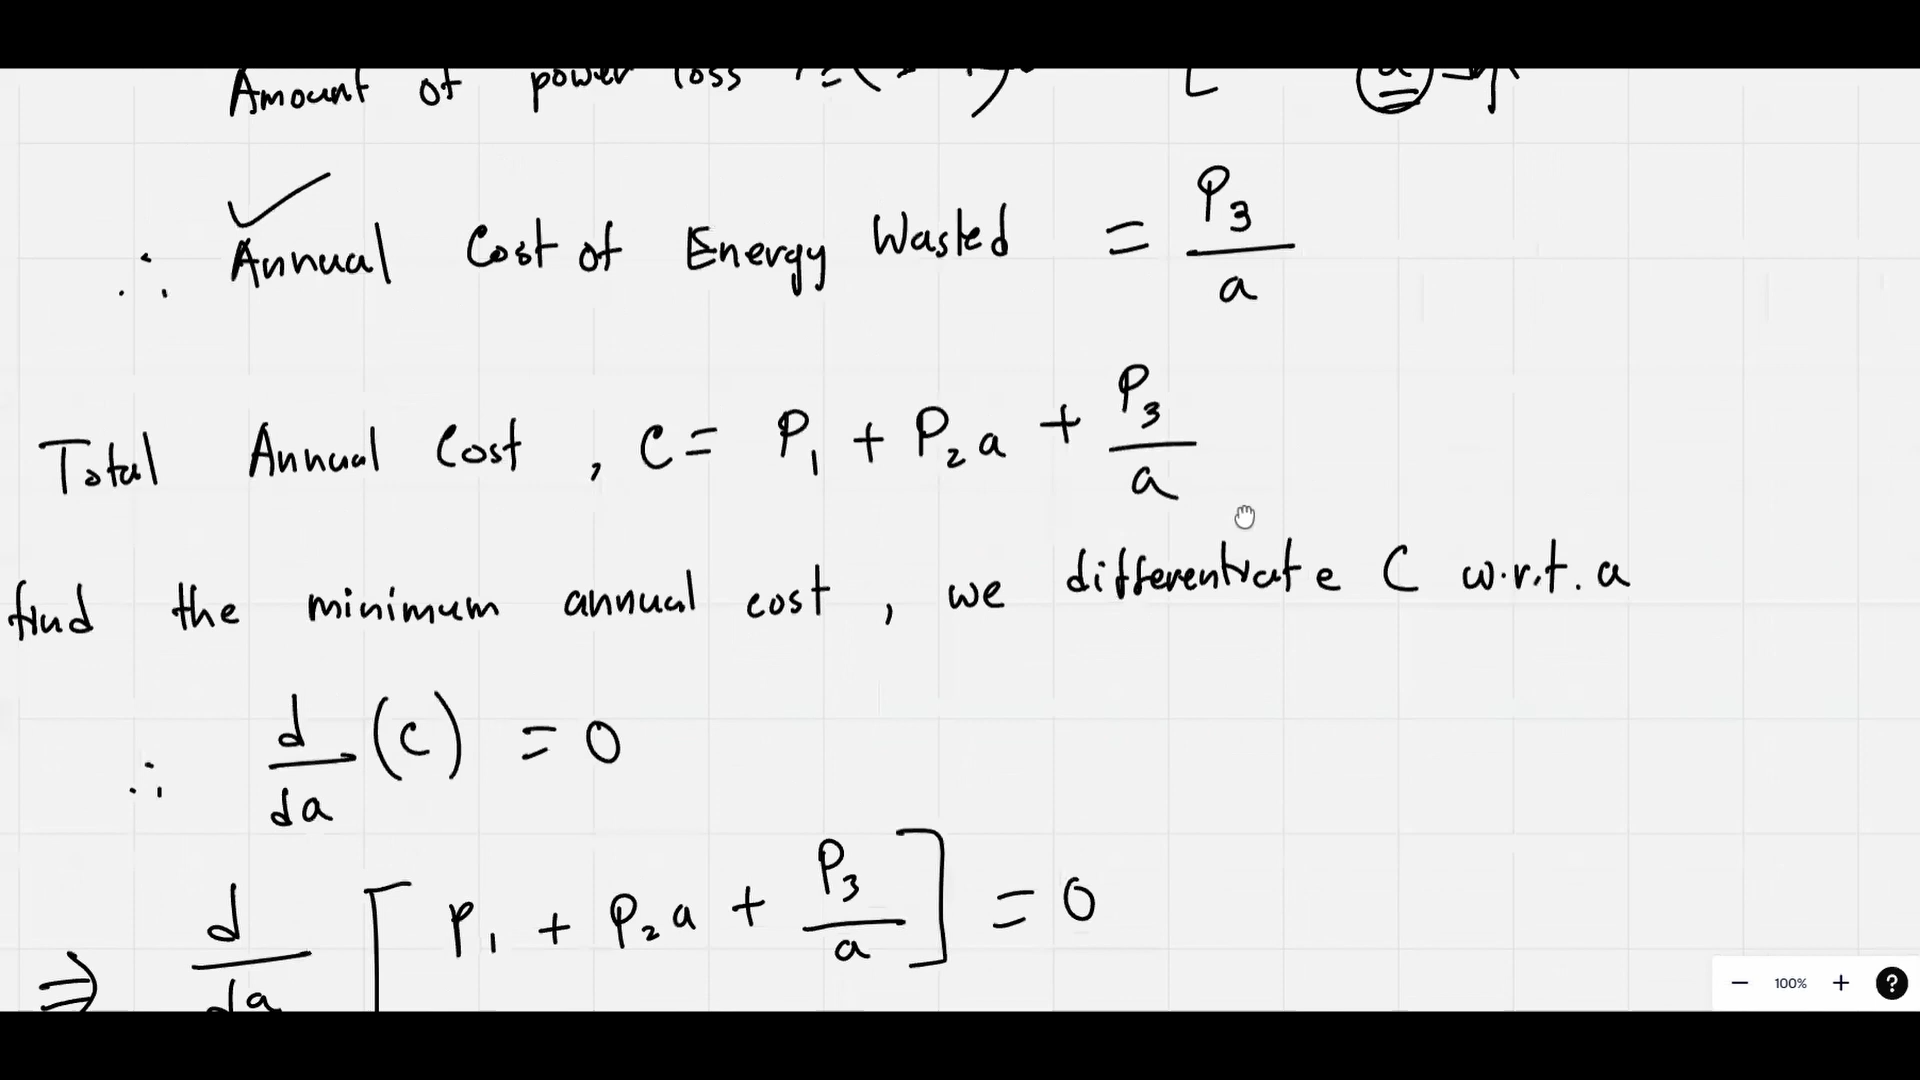 Amount of power loss
∴ Annual Cost of Energy Wasted = P₃/a
Total Annual Cost, C = P₁ + P₂a + P₃/a
find the minimum annual cost, we differentiate C w.r.t. a
∴ d/da (C) = 0
⇒ d/da [ P₁ + P₂a + P₃/a ] = 0
100%